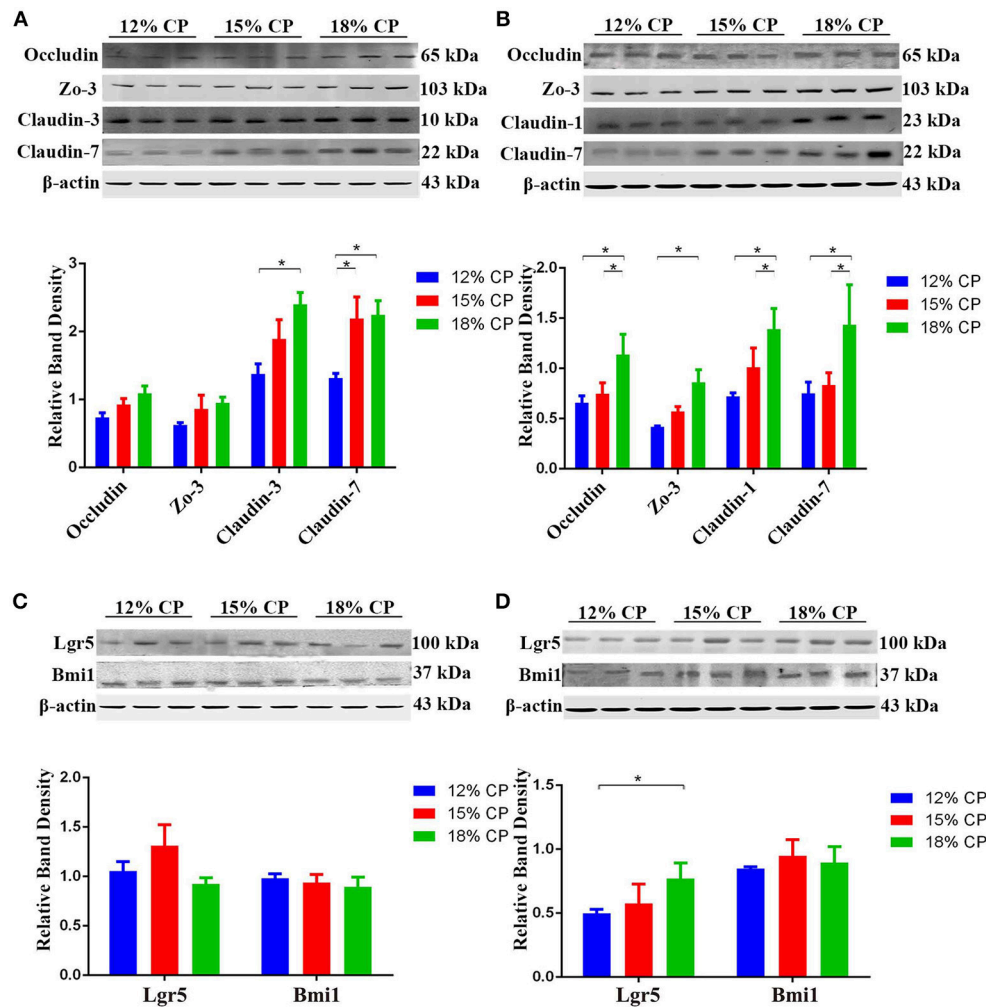 A
12% CP 15% CP 18% CP
Occludin 65 kDa
Zo-3 103 kDa
Claudin-3 10 kDa
Claudin-7 22 kDa
β-actin 43 kDa
Relative Band Density
3
2
1
0
* * *
12% CP
15% CP
18% CP
Occludin Zo-3 Claudin-3 Claudin-7
B
12% CP 15% CP 18% CP
Occludin 65 kDa
Zo-3 103 kDa
Claudin-1 23 kDa
Claudin-7 22 kDa
β-actin 43 kDa
Relative Band Density
2.0
1.5
1.0
0.5
0.0
* * * *
* * *
12% CP
15% CP
18% CP
Occludin Zo-3 Claudin-1 Claudin-7
C
12% CP 15% CP 18% CP
Lgr5 100 kDa
Bmi1 37 kDa
β-actin 43 kDa
Relative Band Density
2.0
1.5
1.0
0.5
0.0
12% CP
15% CP
18% CP
Lgr5 Bmi1
D
12% CP 15% CP 18% CP
Lgr5 100 kDa
Bmi1 37 kDa
β-actin 43 kDa
Relative Band Density
1.5
1.0
0.5
0.0
*
12% CP
15% CP
18% CP
Lgr5 Bmi1